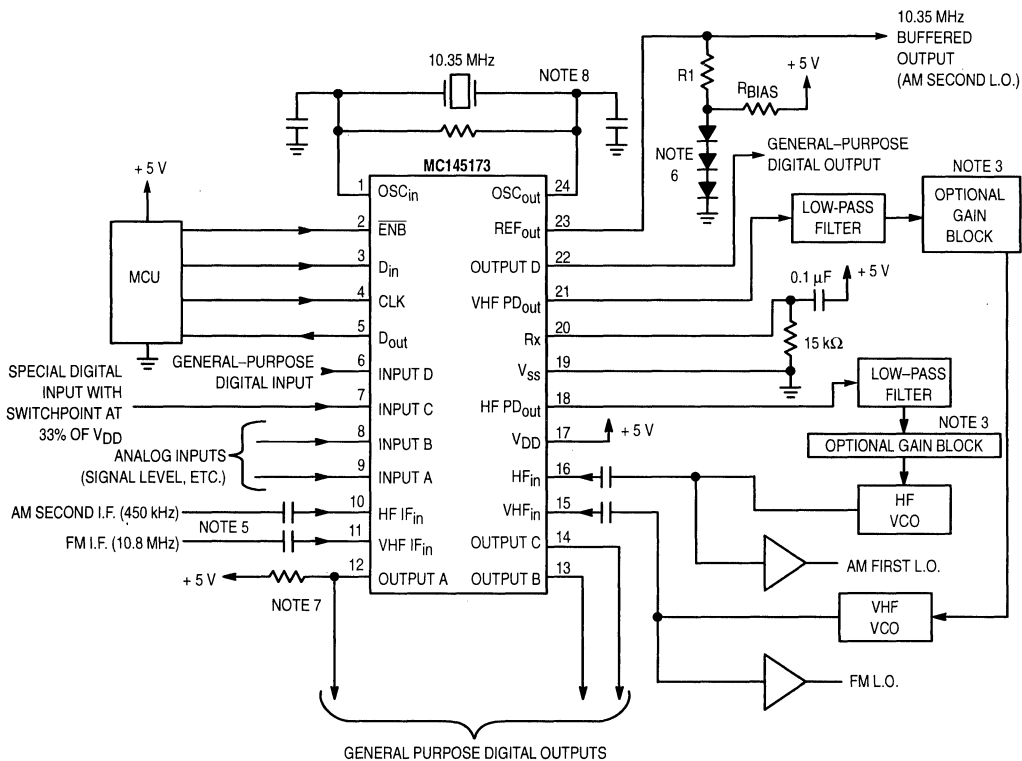 10.35 MHz
BUFFERED
OUTPUT
(AM SECOND L.O.)
10.35 MHz
NOTE 8
R1
RBIAS
+ 5 V
NOTE
6
GENERAL–PURPOSE
DIGITAL OUTPUT
NOTE 3
OPTIONAL
GAIN
BLOCK
LOW-PASS
FILTER
MC145173
+ 5 V
MCU
1
OSCin
2
ENB
3
Din
4
CLK
5
Dout
GENERAL–PURPOSE
DIGITAL INPUT
6
INPUT D
SPECIAL DIGITAL
INPUT WITH
SWITCHPOINT AT
33% OF VDD
7
INPUT C
8
INPUT B
ANALOG INPUTS
(SIGNAL LEVEL, ETC.)
9
INPUT A
AM SECOND I.F. (450 kHz)
10
HF IFin
NOTE 5
FM I.F. (10.8 MHz)
11
VHF IFin
+ 5 V
12
OUTPUT A
NOTE 7
24
OSCout
23
REFout
22
OUTPUT D
21
VHF PDout
20
Rx
19
Vss
18
HF PDout
17
VDD
16
HFin
15
VHFin
14
OUTPUT C
13
OUTPUT B
0.1 µF
+ 5 V
15 kΩ
LOW–PASS
FILTER
NOTE 3
OPTIONAL GAIN BLOCK
+ 5 V
HF
VCO
AM FIRST L.O.
VHF
VCO
FM L.O.
GENERAL PURPOSE DIGITAL OUTPUTS